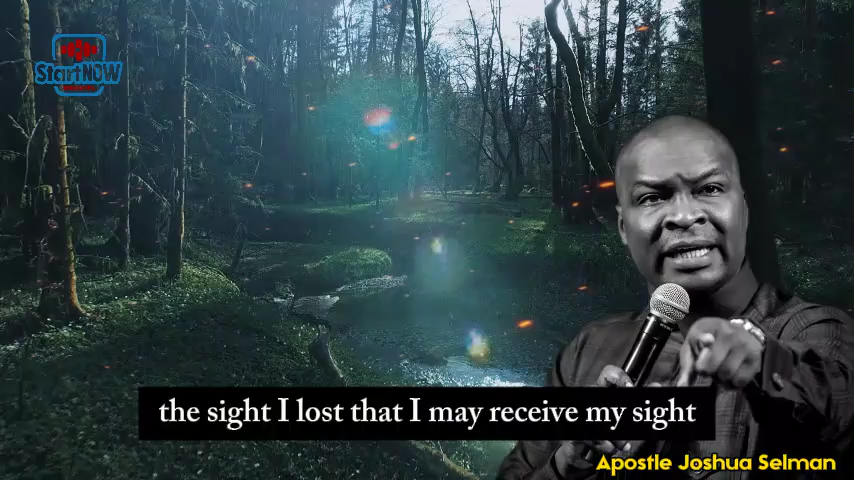 StartNOW
the sight I lost that I may receive my sight
Apostle Joshua Selman